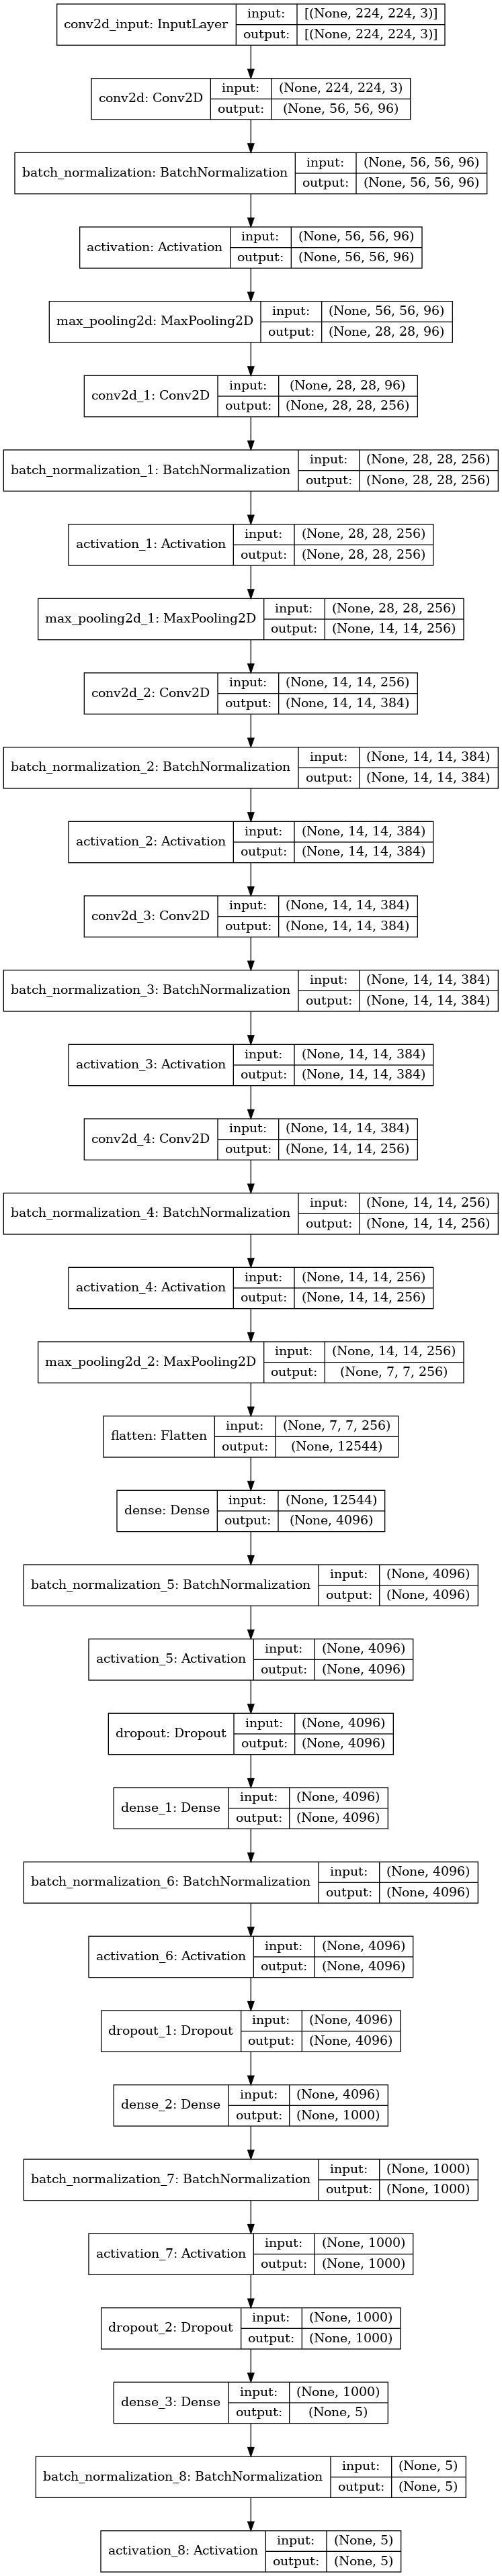 conv2d_input: InputLayer
input:
[(None, 224, 224, 3)]
output:
[(None, 224, 224, 3)]
conv2d: Conv2D
input:
(None, 224, 224, 3)
output:
(None, 56, 56, 96)
batch_normalization: BatchNormalization
input:
(None, 56, 56, 96)
output:
(None, 56, 56, 96)
activation: Activation
input:
(None, 56, 56, 96)
output:
(None, 56, 56, 96)
max_pooling2d: MaxPooling2D
input:
(None, 56, 56, 96)
output:
(None, 28, 28, 96)
conv2d_1: Conv2D
input:
(None, 28, 28, 96)
output:
(None, 28, 28, 256)
batch_normalization_1: BatchNormalization
input:
(None, 28, 28, 256)
output:
(None, 28, 28, 256)
activation_1: Activation
input:
(None, 28, 28, 256)
output:
(None, 28, 28, 256)
max_pooling2d_1: MaxPooling2D
input:
(None, 28, 28, 256)
output:
(None, 14, 14, 256)
conv2d_2: Conv2D
input:
(None, 14, 14, 256)
output:
(None, 14, 14, 384)
batch_normalization_2: BatchNormalization
input:
(None, 14, 14, 384)
output:
(None, 14, 14, 384)
activation_2: Activation
input:
(None, 14, 14, 384)
output:
(None, 14, 14, 384)
conv2d_3: Conv2D
input:
(None, 14, 14, 384)
output:
(None, 14, 14, 384)
batch_normalization_3: BatchNormalization
input:
(None, 14, 14, 384)
output:
(None, 14, 14, 384)
activation_3: Activation
input:
(None, 14, 14, 384)
output:
(None, 14, 14, 384)
conv2d_4: Conv2D
input:
(None, 14, 14, 384)
output:
(None, 14, 14, 256)
batch_normalization_4: BatchNormalization
input:
(None, 14, 14, 256)
output:
(None, 14, 14, 256)
activation_4: Activation
input:
(None, 14, 14, 256)
output:
(None, 14, 14, 256)
max_pooling2d_2: MaxPooling2D
input:
(None, 14, 14, 256)
output:
(None, 7, 7, 256)
flatten: Flatten
input:
(None, 7, 7, 256)
output:
(None, 12544)
dense: Dense
input:
(None, 12544)
output:
(None, 4096)
batch_normalization_5: BatchNormalization
input:
(None, 4096)
output:
(None, 4096)
activation_5: Activation
input:
(None, 4096)
output:
(None, 4096)
dropout: Dropout
input:
(None, 4096)
output:
(None, 4096)
dense_1: Dense
input:
(None, 4096)
output:
(None, 4096)
batch_normalization_6: BatchNormalization
input:
(None, 4096)
output:
(None, 4096)
activation_6: Activation
input:
(None, 4096)
output:
(None, 4096)
dropout_1: Dropout
input:
(None, 4096)
output:
(None, 4096)
dense_2: Dense
input:
(None, 4096)
output:
(None, 1000)
batch_normalization_7: BatchNormalization
input:
(None, 1000)
output:
(None, 1000)
activation_7: Activation
input:
(None, 1000)
output:
(None, 1000)
dropout_2: Dropout
input:
(None, 1000)
output:
(None, 1000)
dense_3: Dense
input:
(None, 1000)
output:
(None, 5)
batch_normalization_8: BatchNormalization
input:
(None, 5)
output:
(None, 5)
activation_8: Activation
input:
(None, 5)
output:
(None, 5)